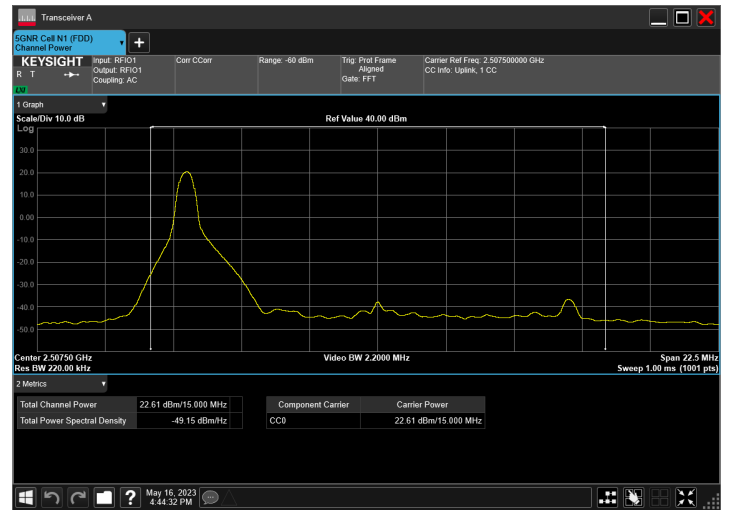 Transceiver A
5GNR Cell N1 (FDD)
Channel Power
KEYSIGHT
R T
LXI
Input: RFIO1
Output: RFIO1
Coupling: AC
Corr CCorr
Range: -60 dBm
Trig: Prot Frame
Aligned
Gate: FFT
Carrier Ref Freq: 2.507500000 GHz
CC Info: Uplink, 1 CC
1 Graph
Scale/Div 10.0 dB
Ref Value 40.00 dBm
Log
30.0
20.0
10.0
0.00
-10.0
-20.0
-30.0
-40.0
-50.0
Center 2.50750 GHz
Video BW 2.2000 MHz
Span 22.5 MHz
Res BW 220.00 kHz
Sweep 1.00 ms (1001 pts)
2 Metrics
Total Channel Power 22.61 dBm/15.000 MHz
Total Power Spectral Density -49.15 dBm/Hz
Component Carrier Carrier Power
CC0 22.61 dBm/15.000 MHz
?
May 16, 2023
4:44:32 PM